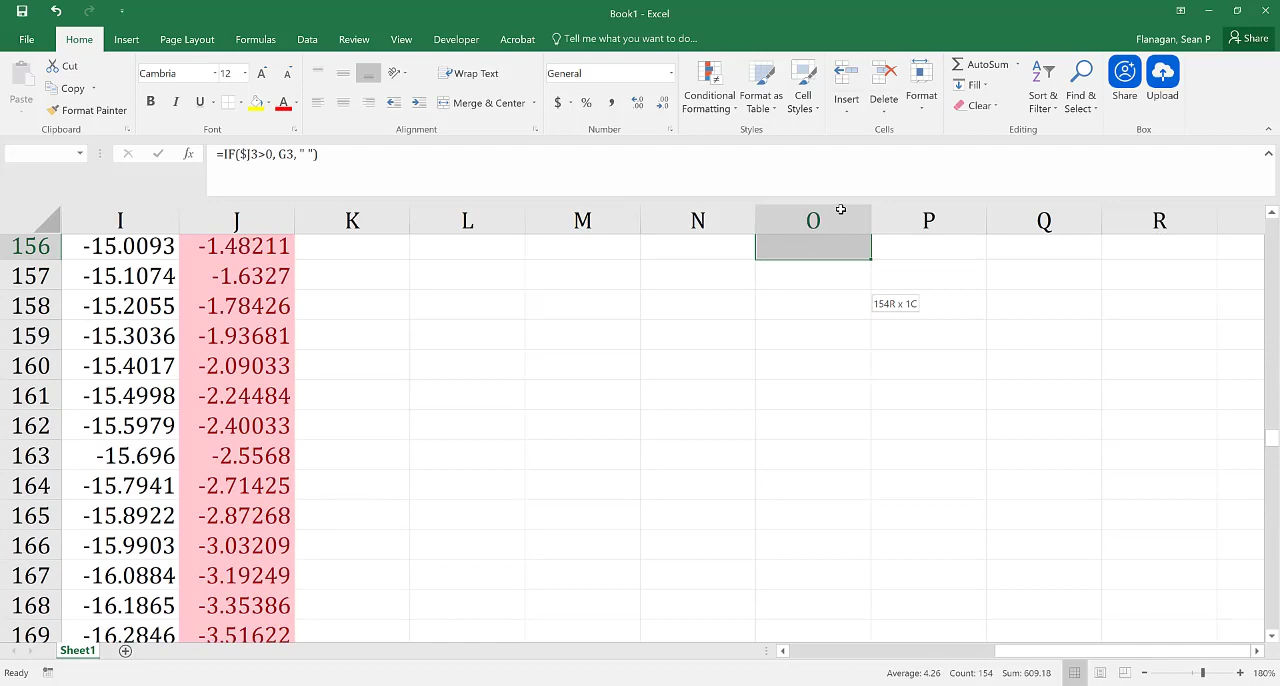 Book1 - Excel
File Home Insert Page Layout Formulas Data Review View Developer Acrobat Tell me what you want to do... Flanagan, Sean P Share
Paste Cut Copy Format Painter
Cambria 12
B I U
Wrap Text
Merge & Center
General
$ % ,
Conditional Formatting Format as Table Cell Styles
Insert Delete Format
AutoSum Fill Clear
Sort & Filter Find & Select
Share Upload
Clipboard Font Alignment Number Styles Cells Editing Box
fx =IF($J3>0, G3, " ")
I J K L M N O P Q R
156 -15.0093 -1.48211
157 -15.1074 -1.6327
158 -15.2055 -1.78426
154R x 1C
159 -15.3036 -1.93681
160 -15.4017 -2.09033
161 -15.4998 -2.24484
162 -15.5979 -2.40033
163 -15.696 -2.5568
164 -15.7941 -2.71425
165 -15.8922 -2.87268
166 -15.9903 -3.03209
167 -16.0884 -3.19249
168 -16.1865 -3.35386
169 -16.2846 -3.51622
Sheet1
Ready Average: 4.26 Count: 154 Sum: 609.18 180%